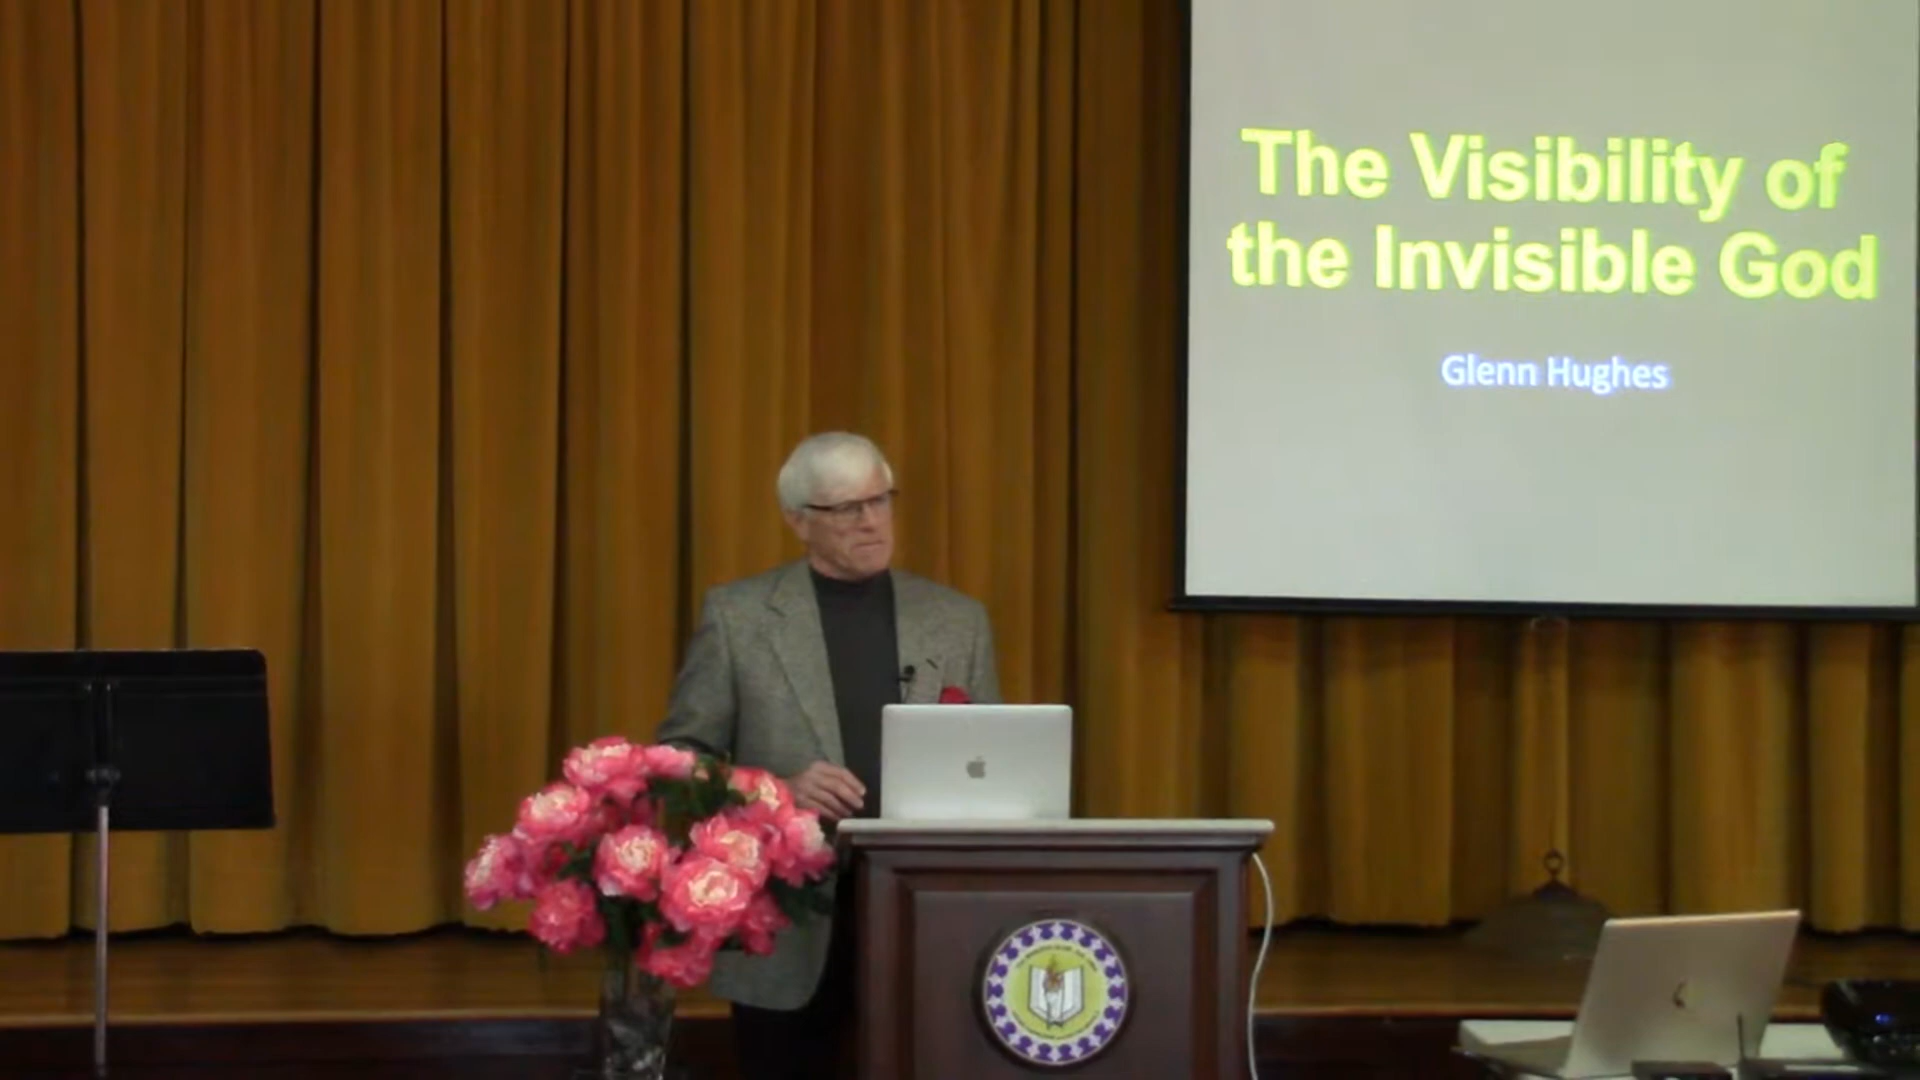 The Visibility of
the Invisible God
Glenn Hughes